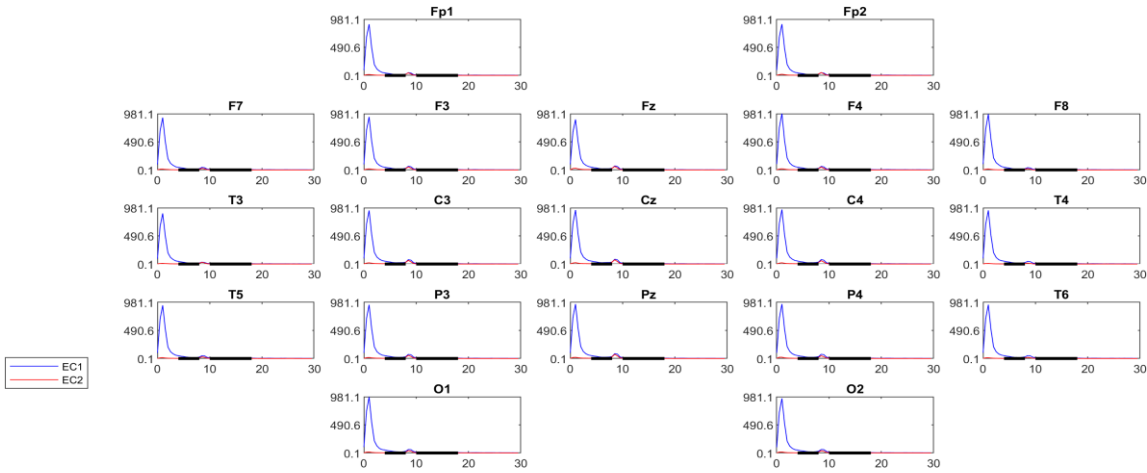 Fp1 Fp2
981.1 981.1
490.6 490.6
0.1 0.1
0 10 20 30 0 10 20 30
F7 F3 Fz F4 F8
981.1 981.1 981.1 981.1 981.1
490.6 490.6 490.6 490.6 490.6
0.1 0.1 0.1 0.1 0.1
0 10 20 30 0 10 20 30 0 10 20 30 0 10 20 30 0 10 20 30
T3 C3 Cz C4 T4
981.1 981.1 981.1 981.1 981.1
490.6 490.6 490.6 490.6 490.6
0.1 0.1 0.1 0.1 0.1
0 10 20 30 0 10 20 30 0 10 20 30 0 10 20 30 0 10 20 30
T5 P3 Pz P4 T6
981.1 981.1 981.1 981.1 981.1
490.6 490.6 490.6 490.6 490.6
0.1 0.1 0.1 0.1 0.1
0 10 20 30 0 10 20 30 0 10 20 30 0 10 20 30 0 10 20 30
EC1
EC2
O1 O2
981.1 981.1
490.6 490.6
0.1 0.1
0 10 20 30 0 10 20 30